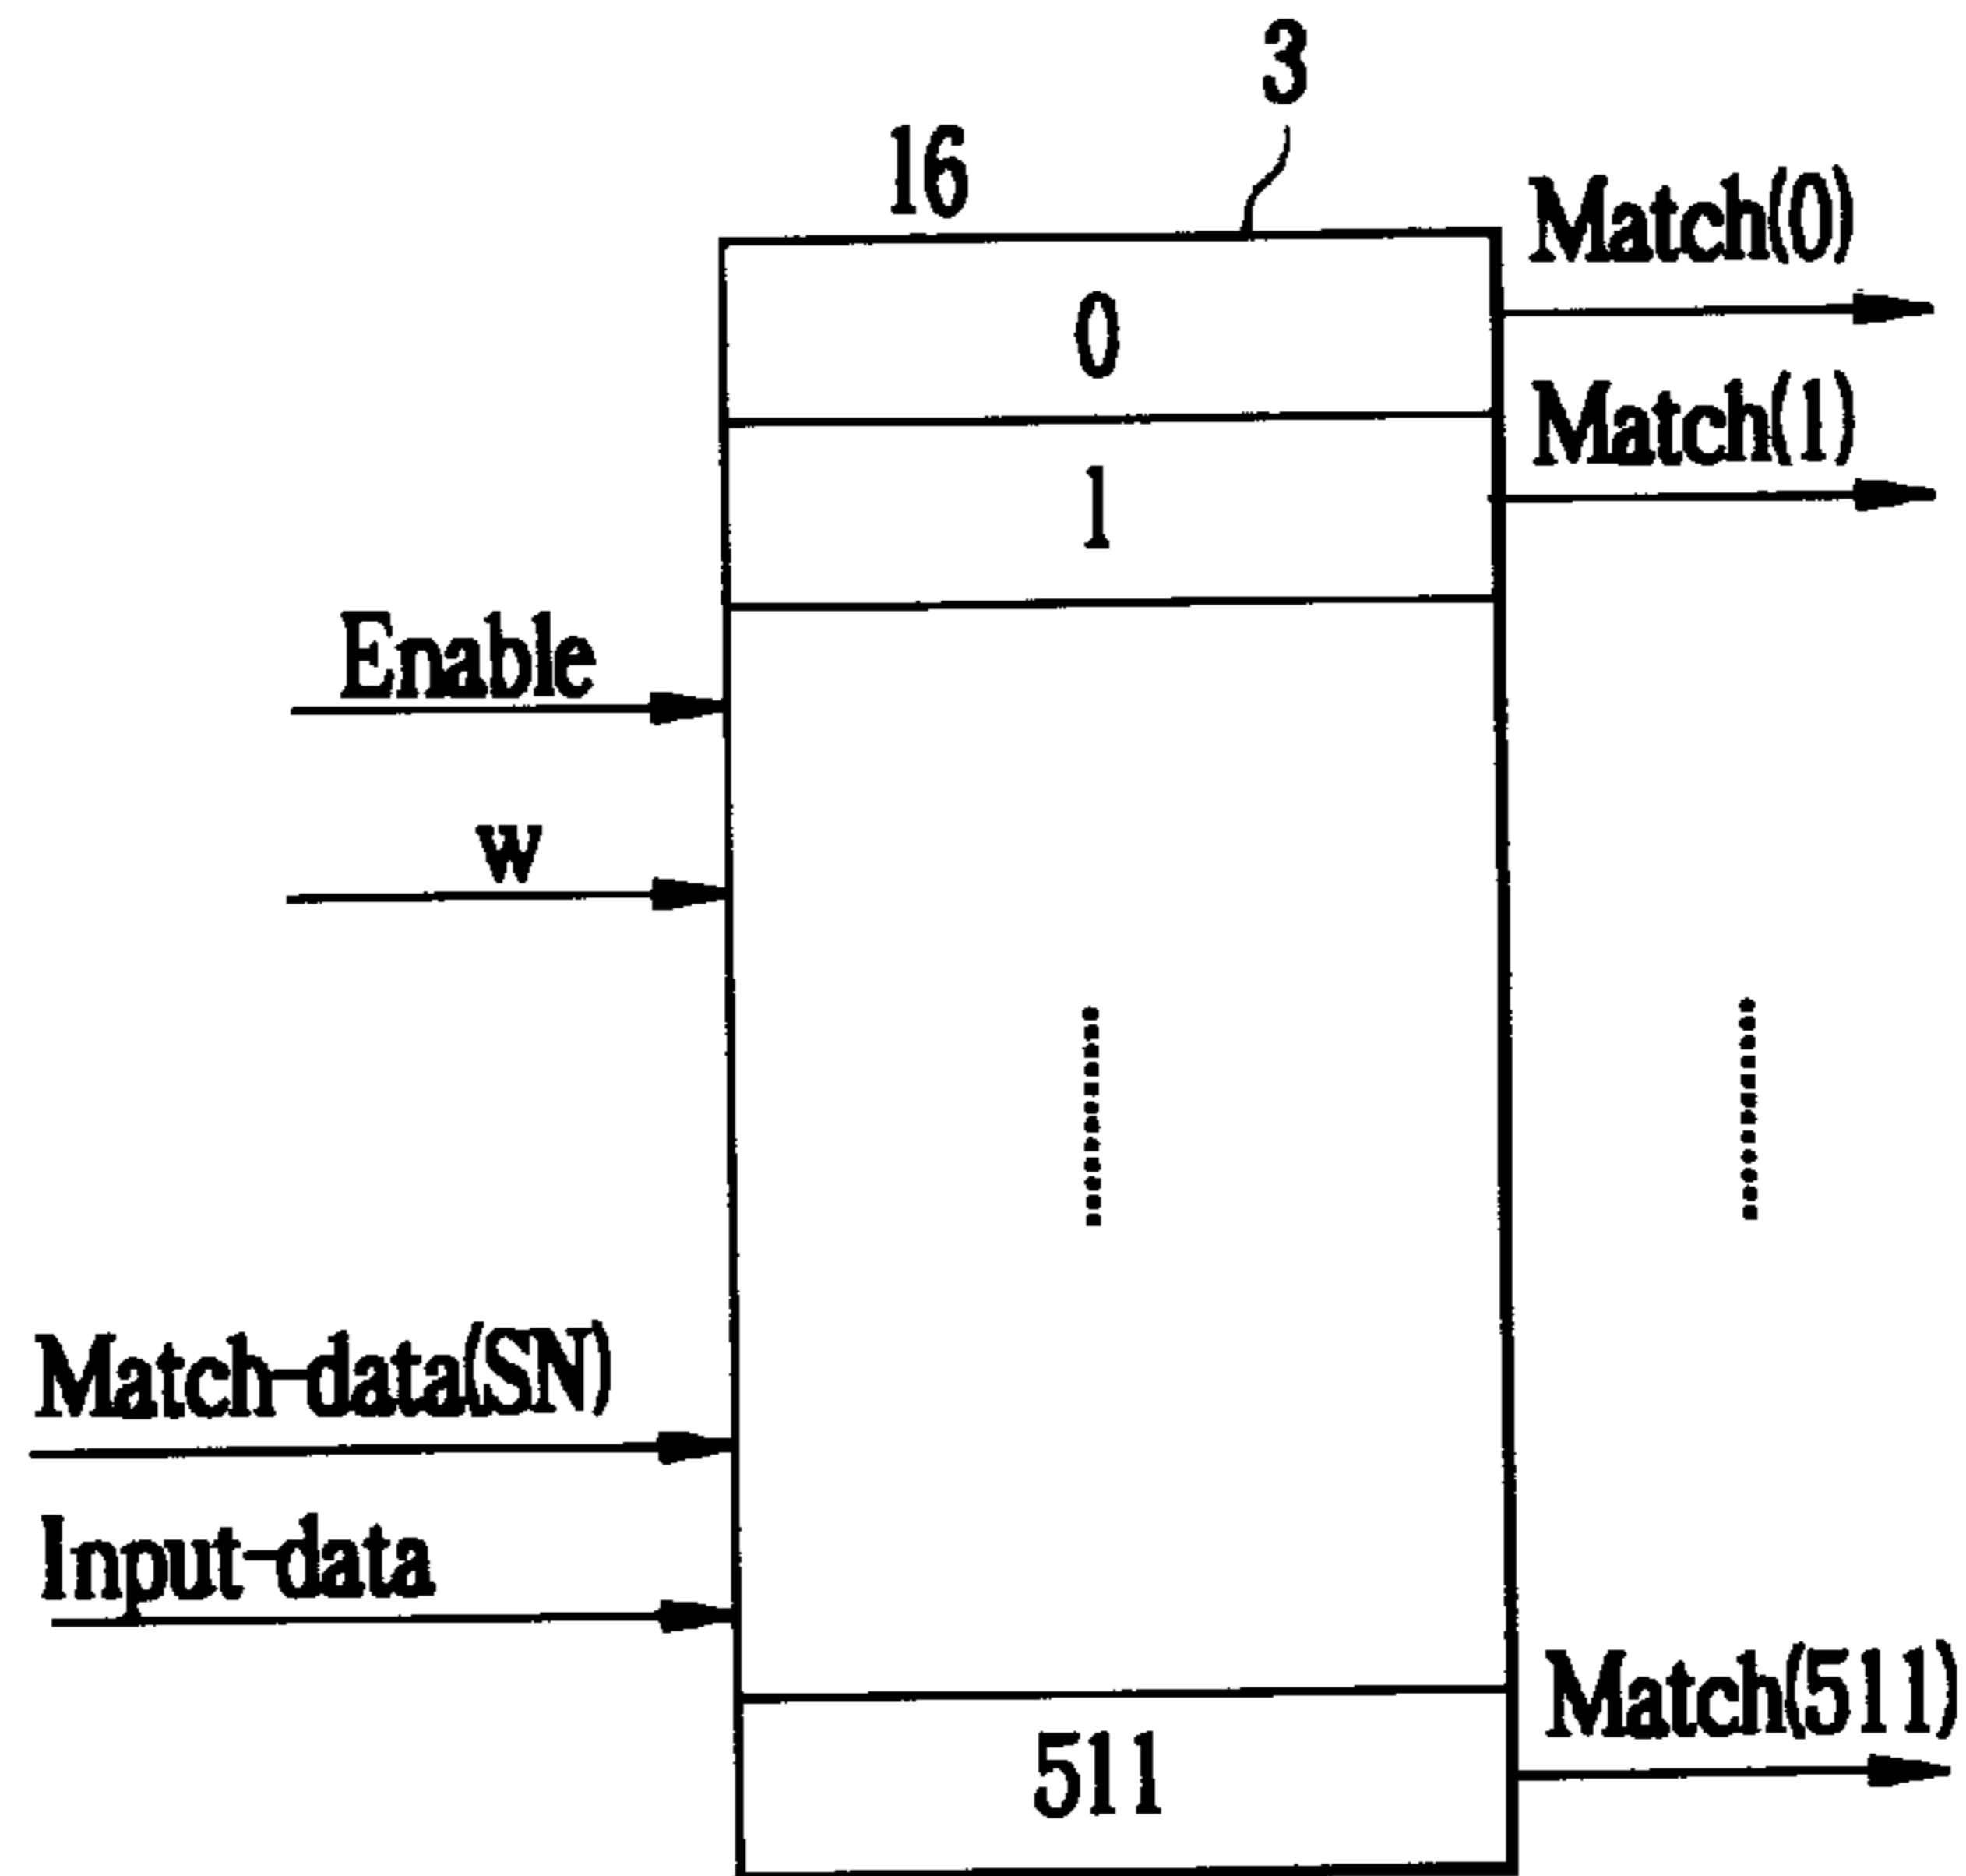 3
16
Match(0)
0
Match(1)
1
Enable
w
Match-data(SN)
Input-data
Match(511)
511